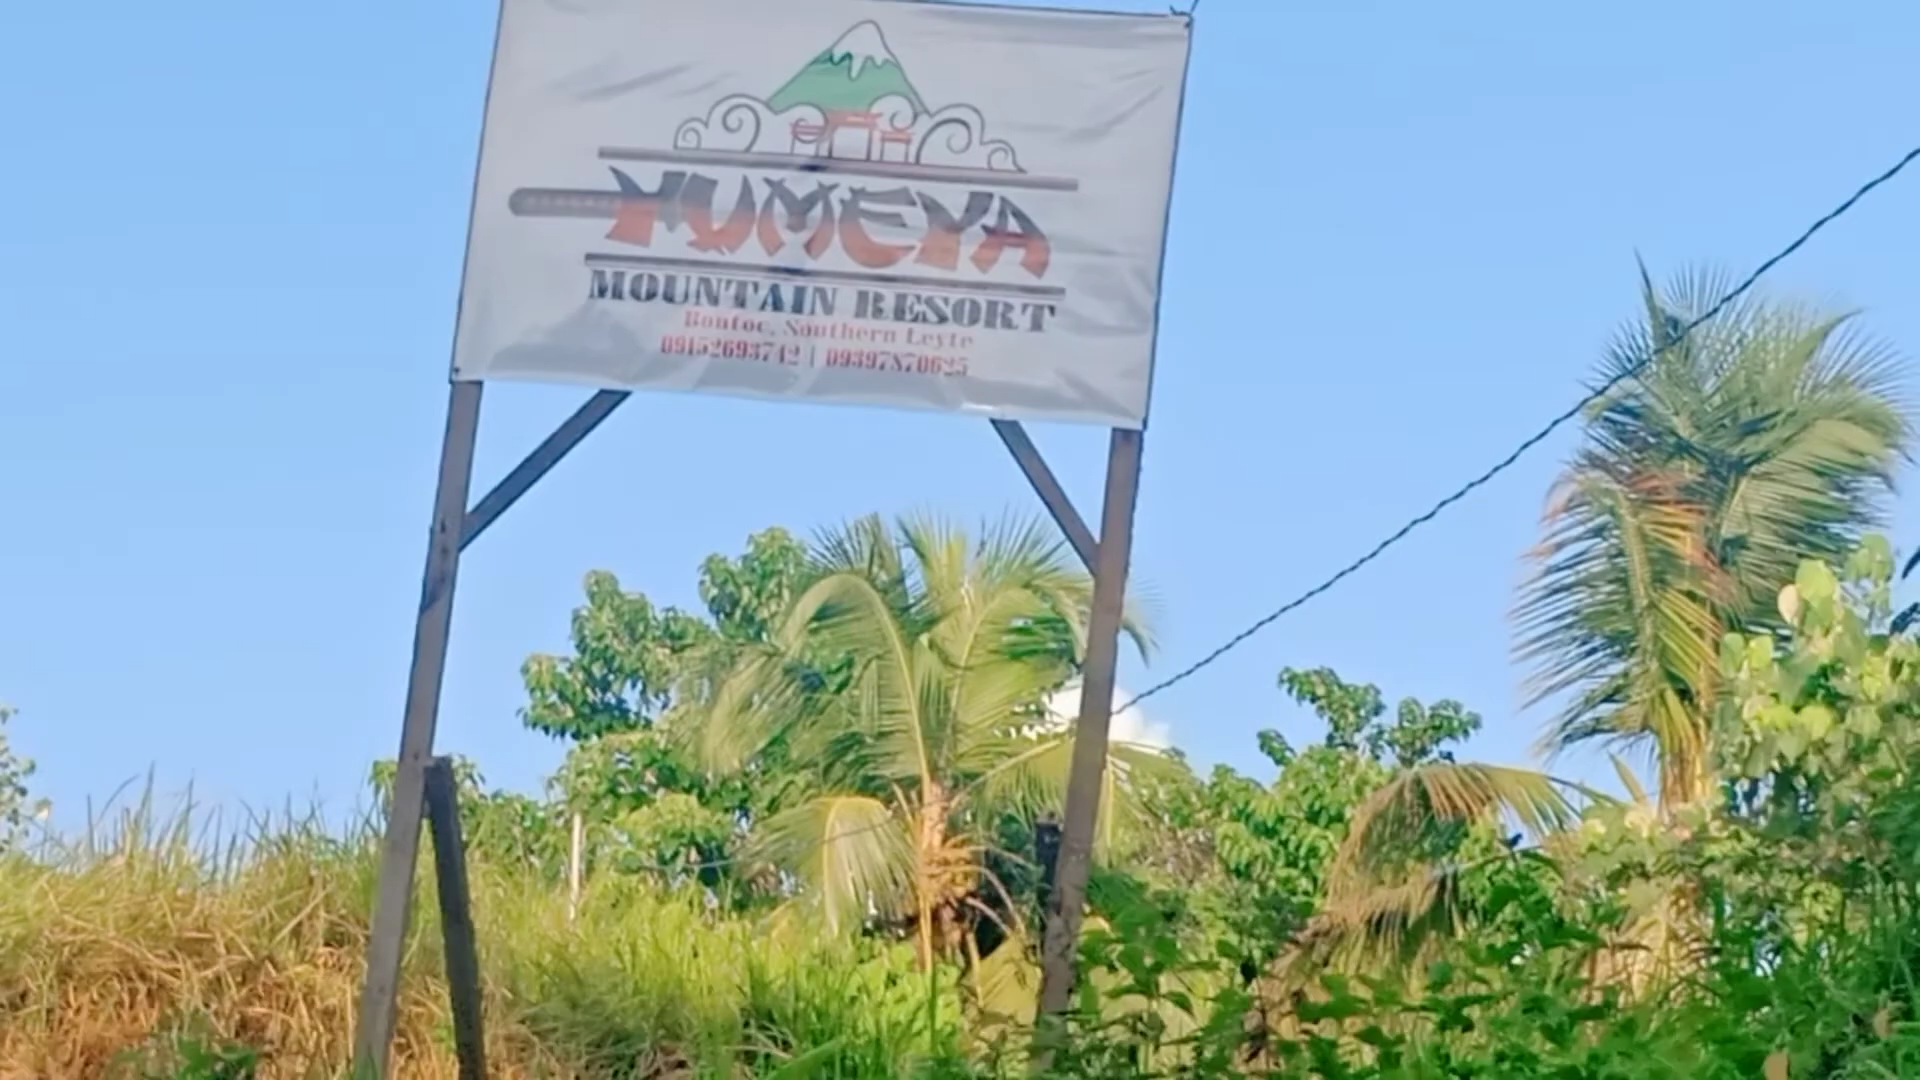 YUMEYA
MOUNTAIN RESORT
Bontoc, Southern Leyte
09152693742 | 09397870625